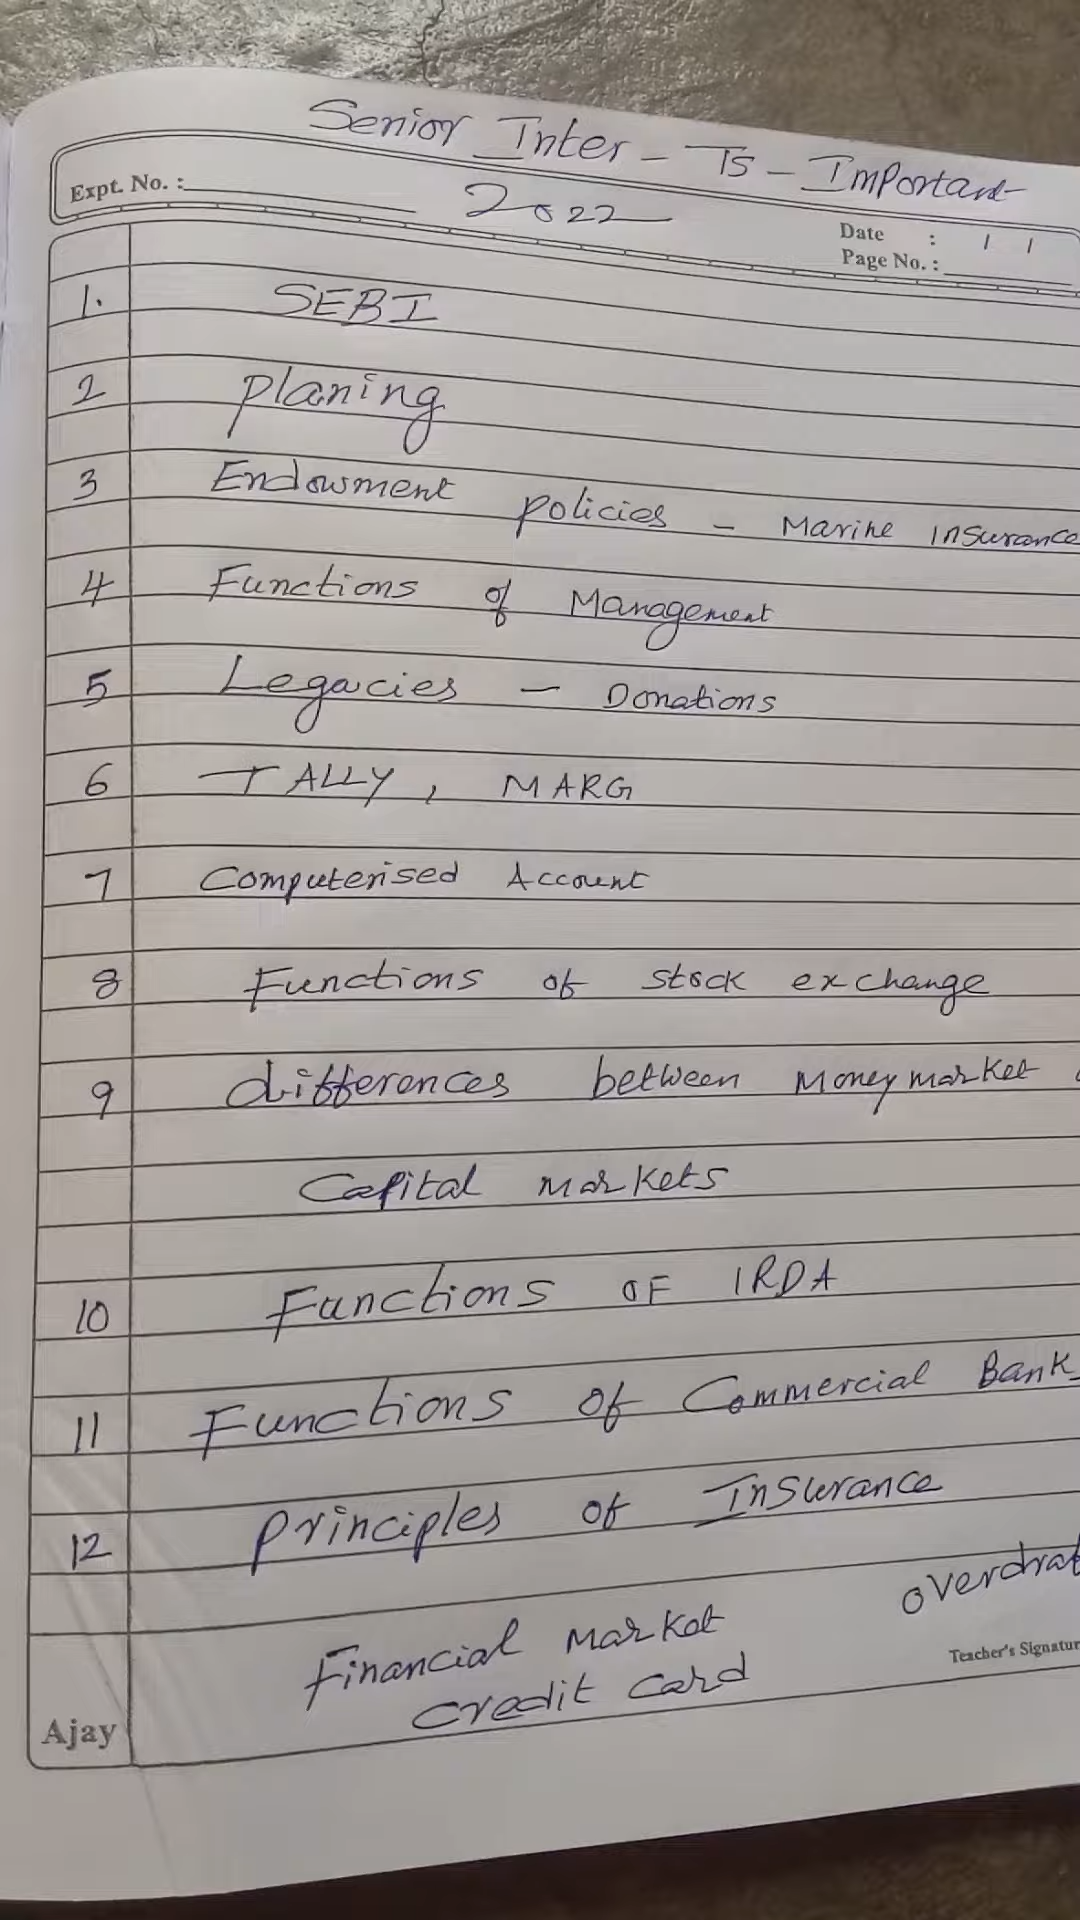 Senior Inter - TS - Important
Expt. No. :
2022
Date : / /
Page No. :
1. SEBI
2 Planing
3 Endowment policies - Marine insurance
4 Functions of Management
5 Legacies - Donations
6 TALLY, MARG
7 Computerised Account
8 Functions of stock exchange
9 differences between Money market
Capital markets
10 Functions OF IRDA
11 Functions of Commercial Bank
12 Principles of Insurance
overdraf
Financial Market
Teacher's Signatur
credit card
Ajay